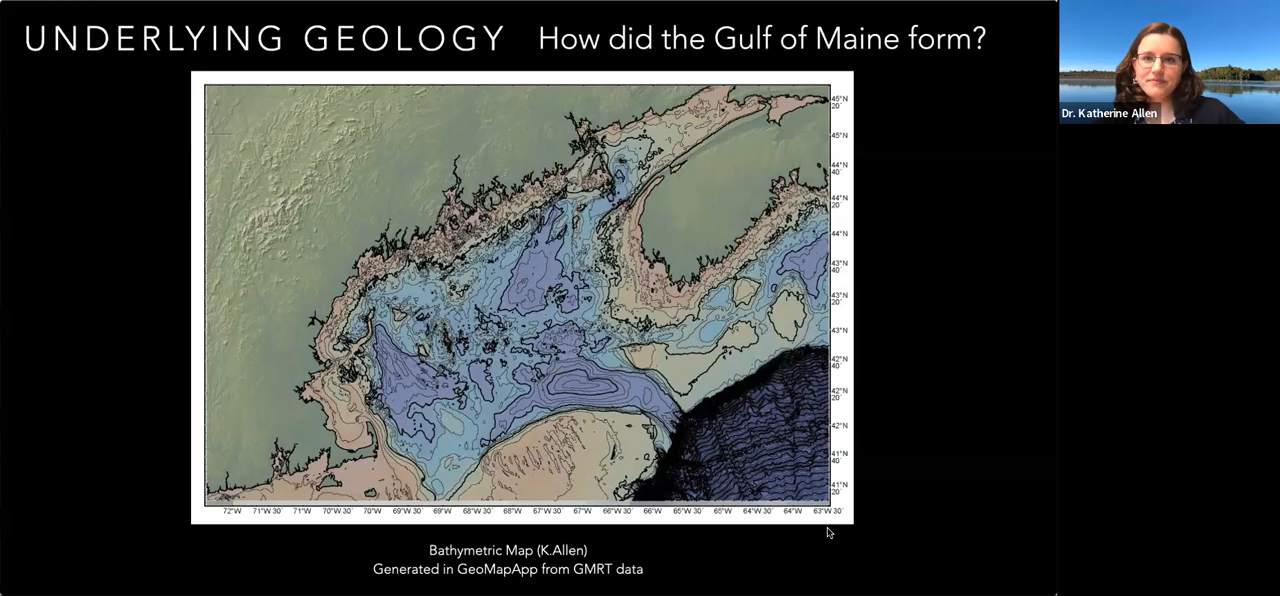 UNDERLYING GEOLOGY How did the Gulf of Maine form?
Dr. Katherine Allen
45°N
20'
45°N
44°N
40'
44°N
20'
44°N
43°N
40'
43°N
20'
43°N
42°N
40'
42°N
20'
42°N
41°N
40'
41°N
20'
72°W 71°W 30' 71°W 70°W 30' 70°W 69°W 30' 69°W 68°W 30' 68°W 67°W 30' 67°W 66°W 30' 66°W 65°W 30' 65°W 64°W 30' 64°W 63°W 30'
Bathymetric Map (K.Allen)
Generated in GeoMapApp from GMRT data